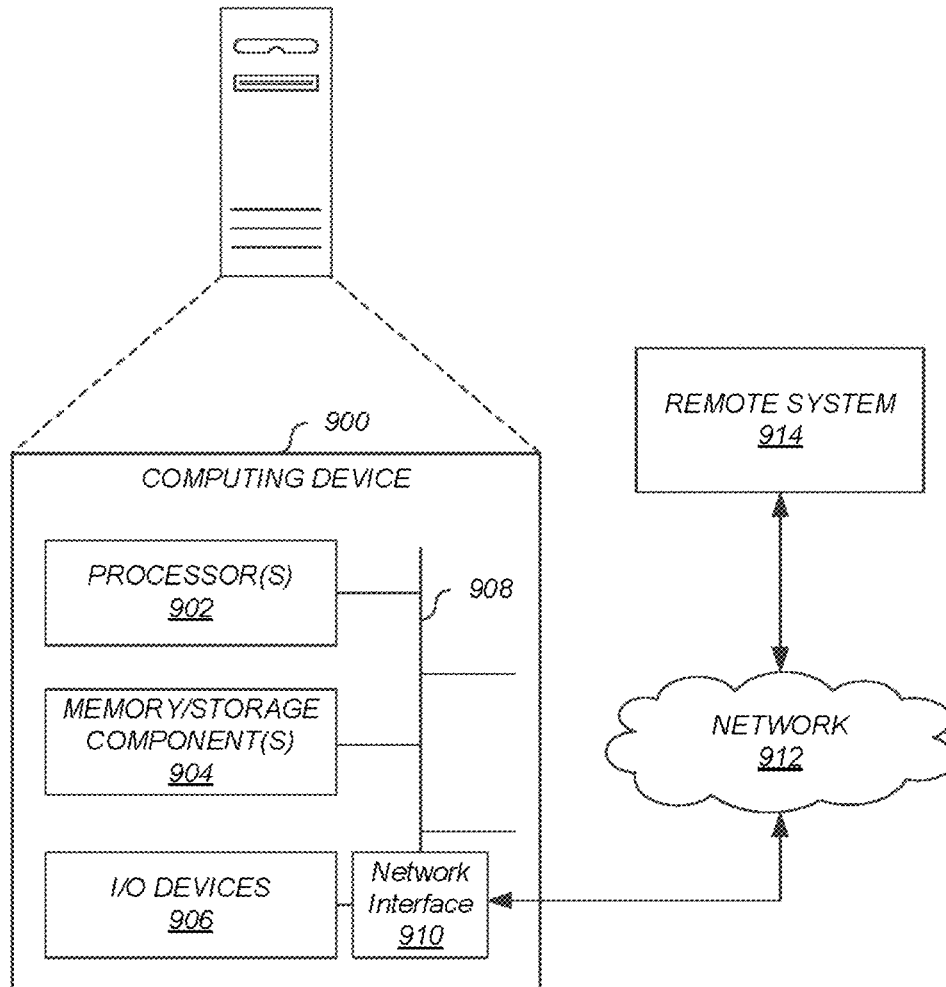 900
COMPUTING DEVICE
PROCESSOR(S)
902
908
MEMORY/STORAGE
COMPONENT(S)
904
I/O DEVICES
906
Network
Interface
910
REMOTE SYSTEM
914
NETWORK
912